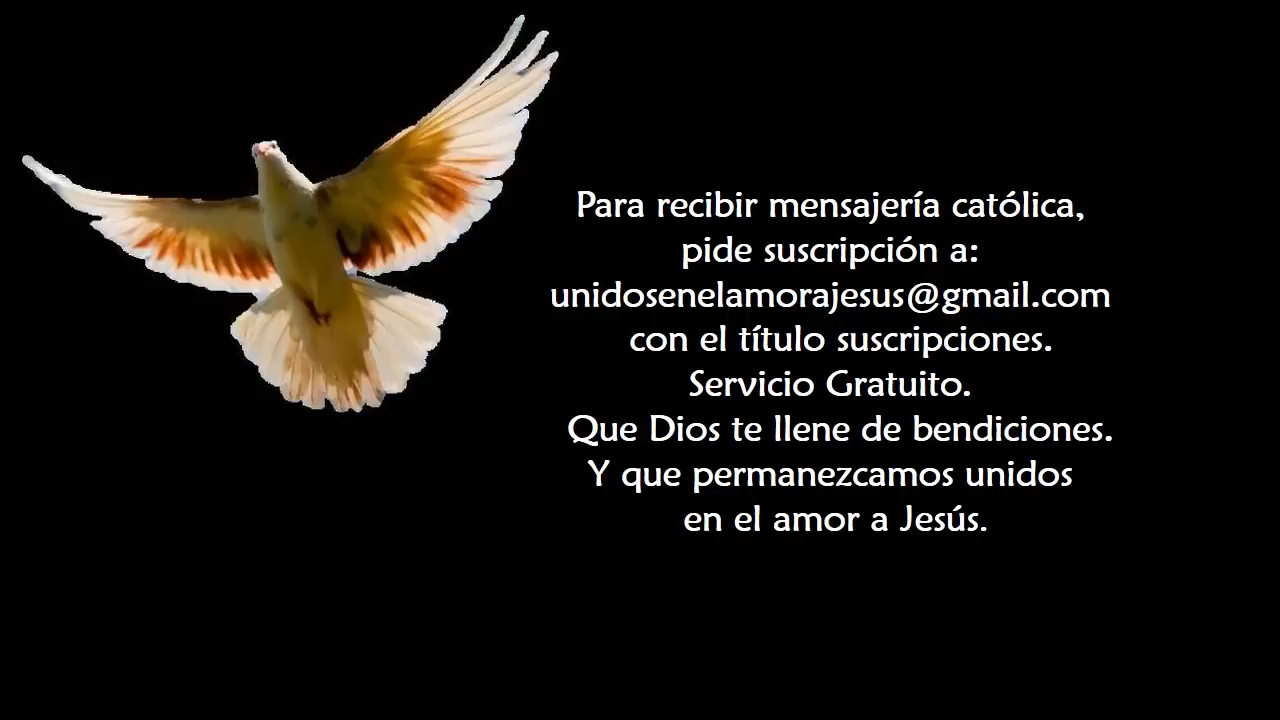 Para recibir mensajería católica,
pide suscripción a:
unidosenelamorajesus@gmail.com
con el título suscripciones.
Servicio Gratuito.
Que Dios te llene de bendiciones.
Y que permanezcamos unidos
en el amor a Jesús.